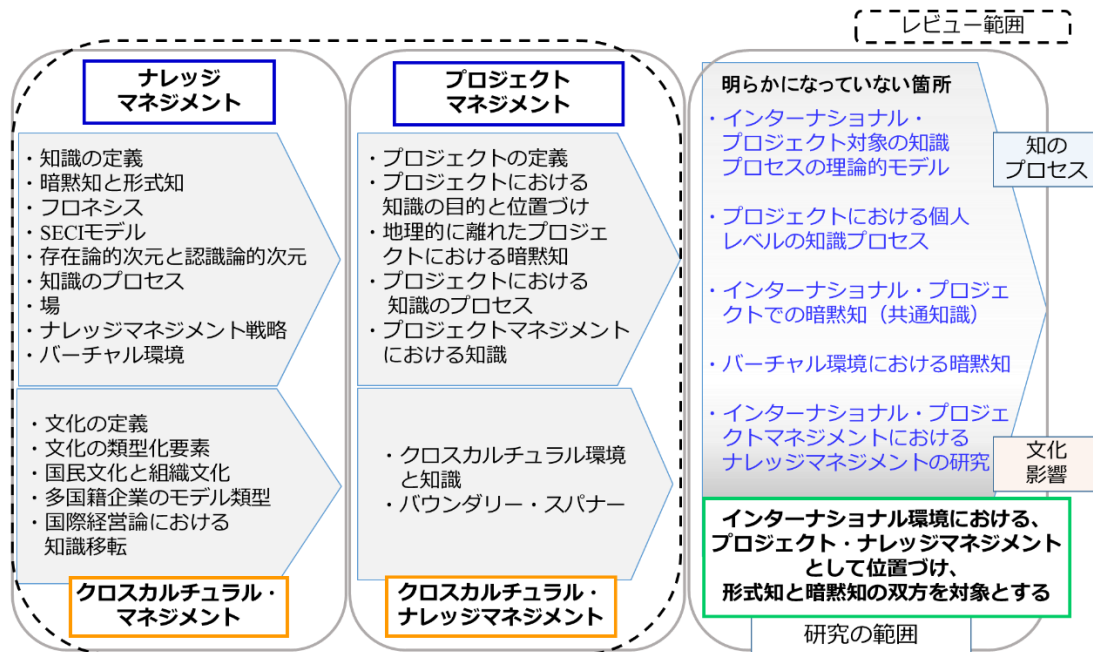 レビュー範囲
ナレッジ
マネジメント
・知識の定義
・暗黙知と形式知
・フロネシス
・SECIモデル
・存在論的次元と認識論的次元
・知識のプロセス
・場
・ナレッジマネジメント戦略
・バーチャル環境
・文化の定義
・文化の類型化要素
・国民文化と組織文化
・多国籍企業のモデル類型
・国際経営論における
知識移転
クロスカルチュラル・
マネジメント
プロジェクト
マネジメント
・プロジェクトの定義
・プロジェクトにおける
知識の目的と位置づけ
・地理的に離れたプロジェ
クトにおける暗黙知
・プロジェクトにおける
知識のプロセス
・プロジェクトマネジメント
における知識
・クロスカルチュラル環境
と知識
・バウンダリー・スパナー
クロスカルチュラル・
ナレッジマネジメント
明らかになっていない箇所
・インターナショナル・
プロジェクト対象の知識
プロセスの理論的モデル
・プロジェクトにおける個人
レベルの知識プロセス
・インターナショナル・プロジェ
クトでの暗黙知（共通知識）
・バーチャル環境における暗黙知
・インターナショナル・プロジェ
クトマネジメントにおける
ナレッジマネジメントの研究
知の
プロセス
文化
影響
インターナショナル環境における、
プロジェクト・ナレッジマネジメント
として位置づけ、
形式知と暗黙知の双方を対象とする
研究の範囲